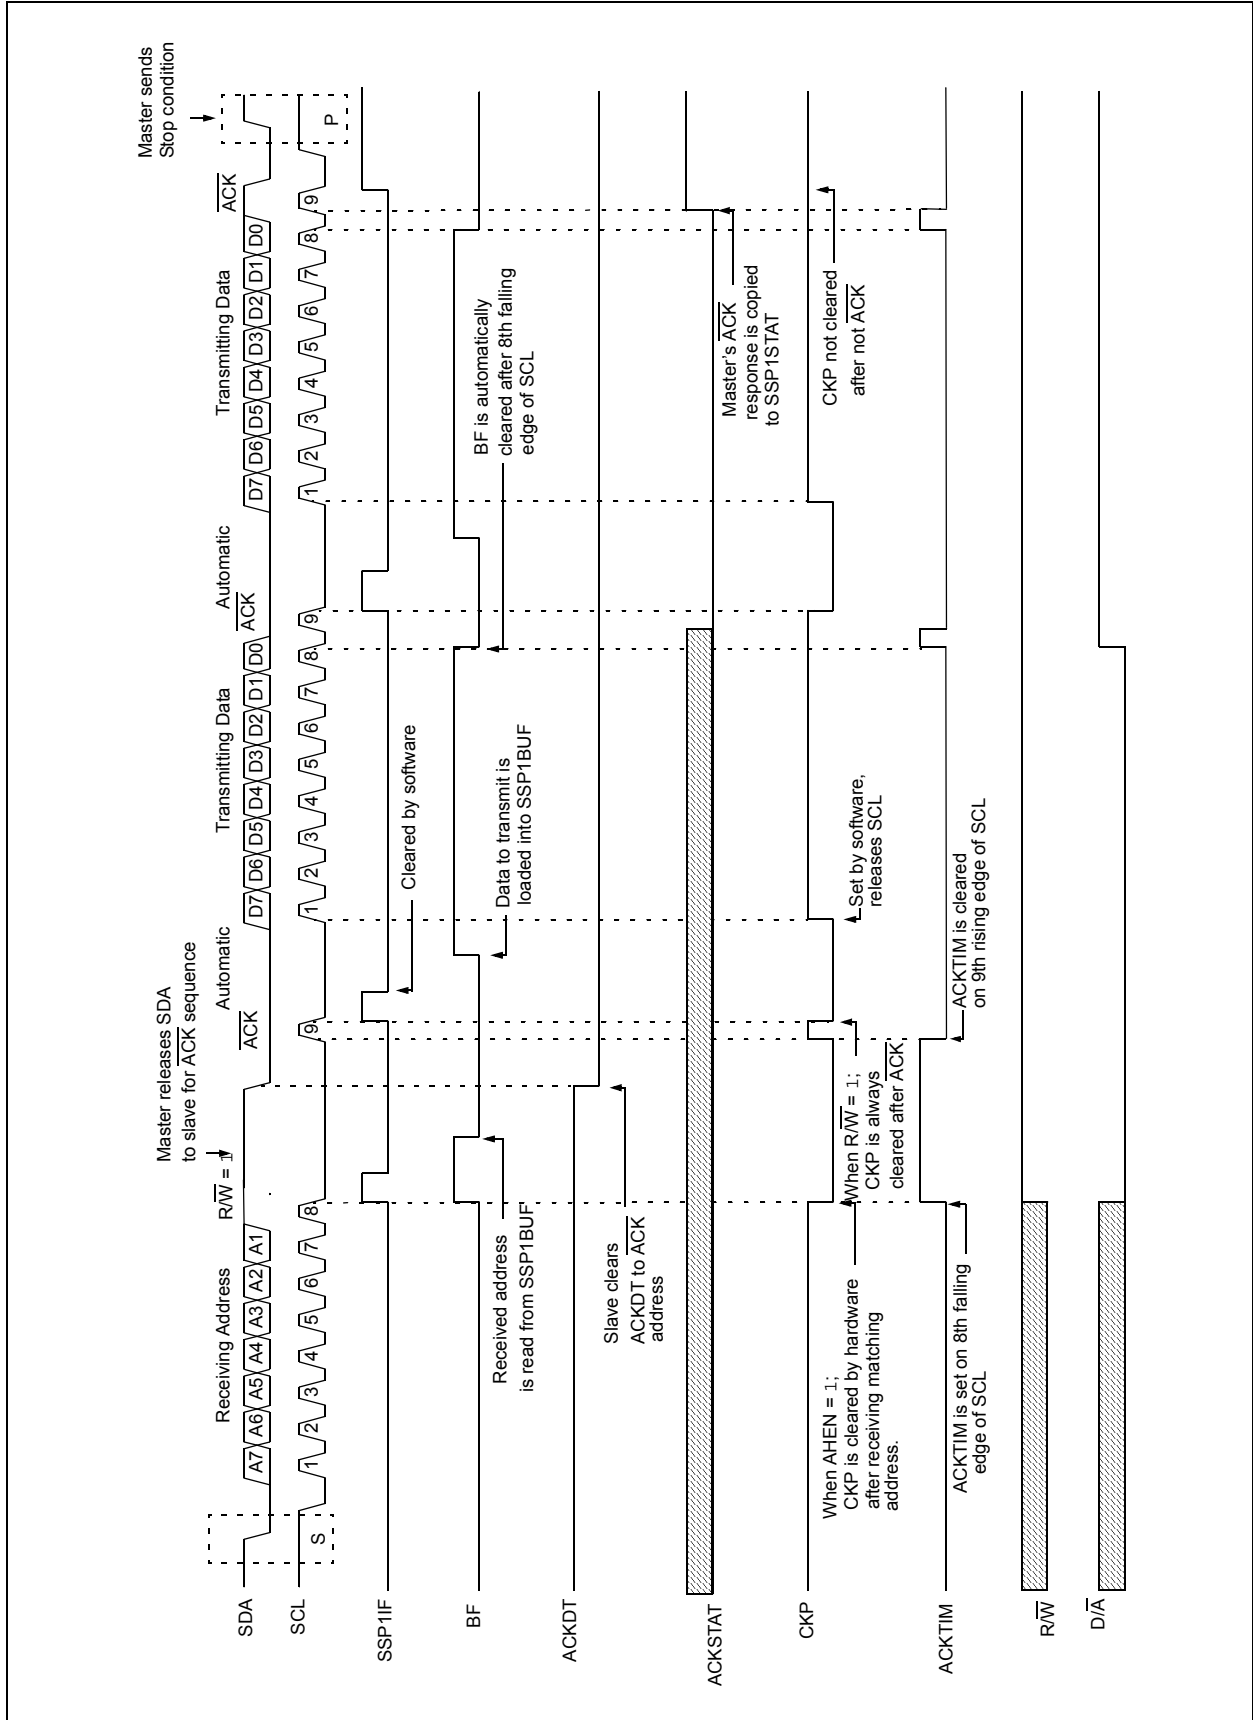 Master sends
Stop condition
Master releases SDA
to slave for ACK sequence
Receiving Address
R/W = 1
ACK
Automatic
Transmitting Data
Automatic
ACK
Transmitting Data
ACK
SDA
A7 A6 A5 A4 A3 A2 A1
D7 D6 D5 D4 D3 D2 D1 D0
D7 D6 D5 D4 D3 D2 D1 D0
SCL
S
1 2 3 4 5 6 7 8 9
1 2 3 4 5 6 7 8 9
1 2 3 4 5 6 7 8 9
P
SSP1IF
Cleared by software
BF
Received address
is read from SSP1BUF
Data to transmit is
loaded into SSP1BUF
BF is automatically
cleared after 8th falling
edge of SCL
ACKDT
Slave clears
ACKDT to ACK
address
ACKSTAT
Master's ACK
response is copied
to SSP1STAT
CKP
When AHEN = 1;
CKP is cleared by hardware
after receiving matching
address.
When R/W = 1;
CKP is always
cleared after ACK
Set by software,
releases SCL
CKP not cleared
after not ACK
ACKTIM
ACKTIM is set on 8th falling
edge of SCL
ACKTIM is cleared
on 9th rising edge of SCL
R/W
D/A